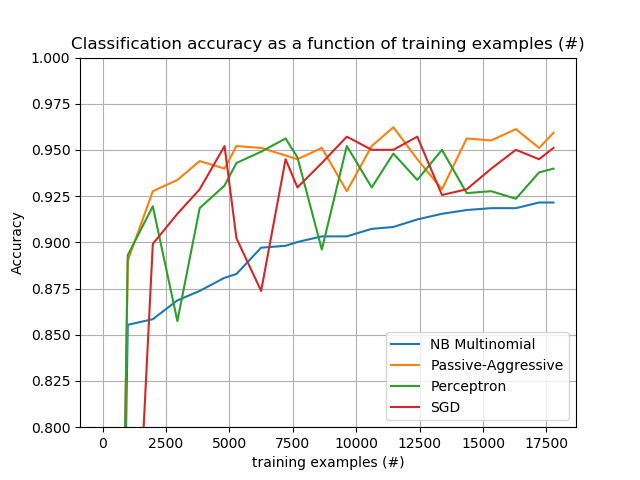 Classification accuracy as a function of training examples (#)
1.000
0.975
0.950
0.925
0.900
0.875
0.850
0.825
0.800
Accuracy
NB Multinomial
Passive-Aggressive
Perceptron
SGD
0 2500 5000 7500 10000 12500 15000 17500
training examples (#)